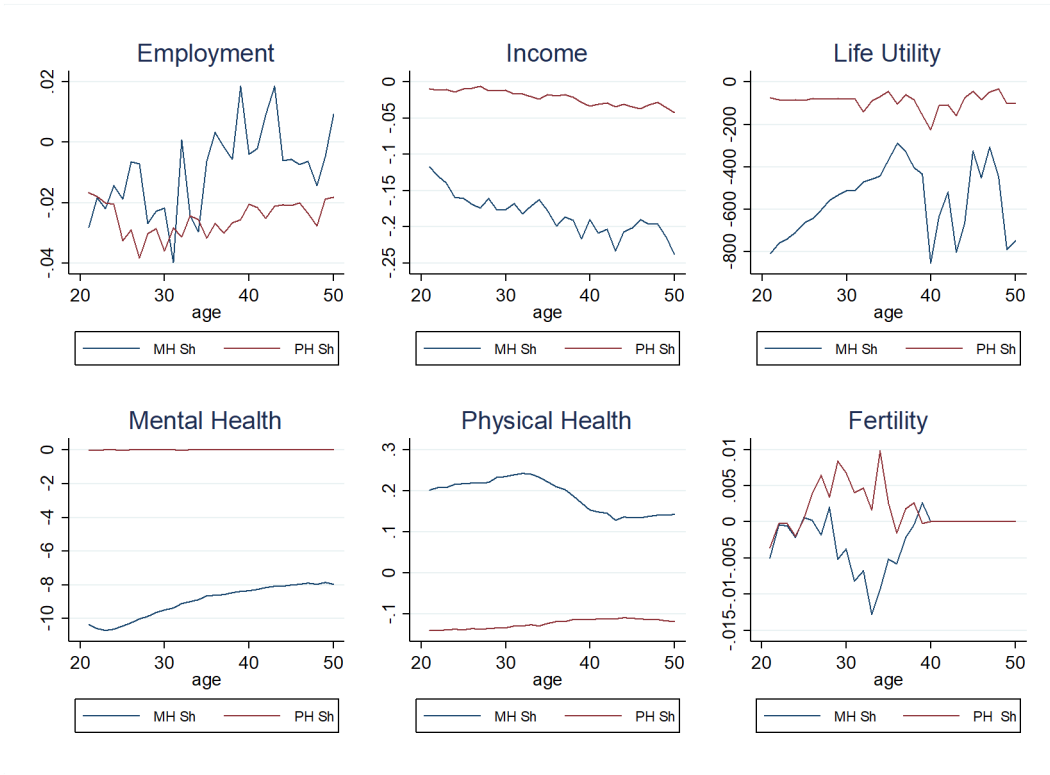 Employment
.02
0
-.02
-.04
20 30 40 50
age
MH Sh PH Sh
Income
0
-.05
-.1
-.15
-.2
-.25
20 30 40 50
age
MH Sh PH Sh
Life Utility
0
-200
-400
-600
-800
20 30 40 50
age
MH Sh PH Sh
Mental Health
0
-2
-4
-6
-8
-10
20 30 40 50
age
MH Sh PH Sh
Physical Health
.3
.2
.1
0
-.1
20 30 40 50
age
MH Sh PH Sh
Fertility
.01
.005
0
-.005
-.01
-.015
20 30 40 50
age
MH Sh PH Sh